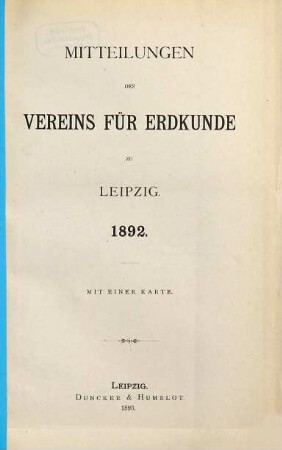 MITTEILUNGEN
DES
VEREINS FÜR ERDKUNDE
ZU
LEIPZIG.
1892.
MIT EINER KARTE.
LEIPZIG.
DUNCKER & HUMBLOT.
1893.